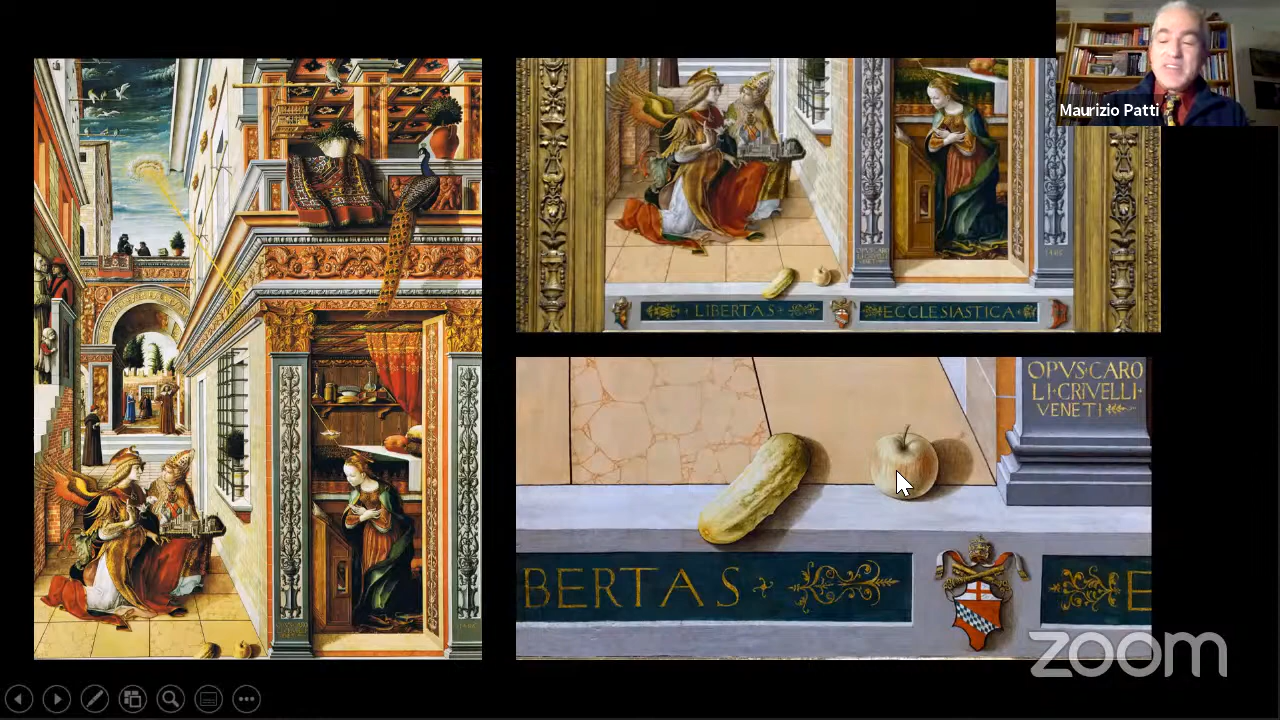 Maurizio Patti
LIBERTAS
ECCLESIASTICA
OPVS·CARO
LI·CRIVELLI·
VENETI
BERTAS
E
zoom